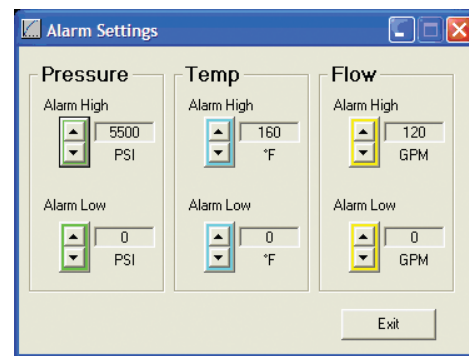 Alarm Settings
Pressure
Alarm High
5500
PSI
Alarm Low
0
PSI
Temp
Alarm High
160
°F
Alarm Low
0
°F
Flow
Alarm High
120
GPM
Alarm Low
0
GPM
Exit